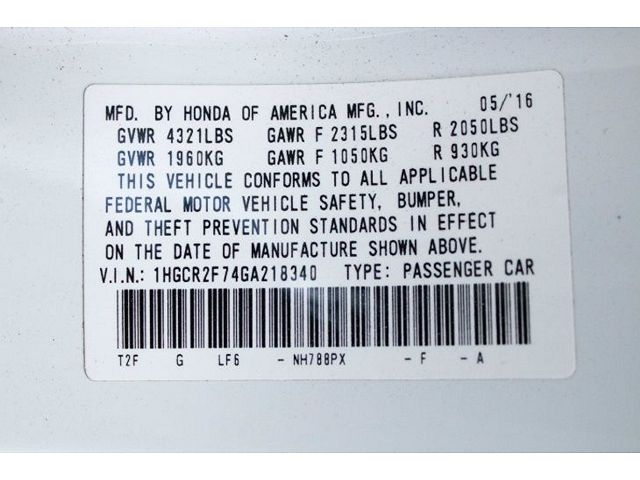 MFD. BY HONDA OF AMERICA MFG., INC. 05/'16
GVWR 4321LBS GAWR F 2315LBS R 2050LBS
GVWR 1960KG GAWR F 1050KG R 930KG
THIS VEHICLE CONFORMS TO ALL APPLICABLE
FEDERAL MOTOR VEHICLE SAFETY, BUMPER,
AND THEFT PREVENTION STANDARDS IN EFFECT
ON THE DATE OF MANUFACTURE SHOWN ABOVE.
V.I.N.: 1HGCR2F74GA218340 TYPE: PASSENGER CAR
T2F G LF6 - NH788PX - F - A